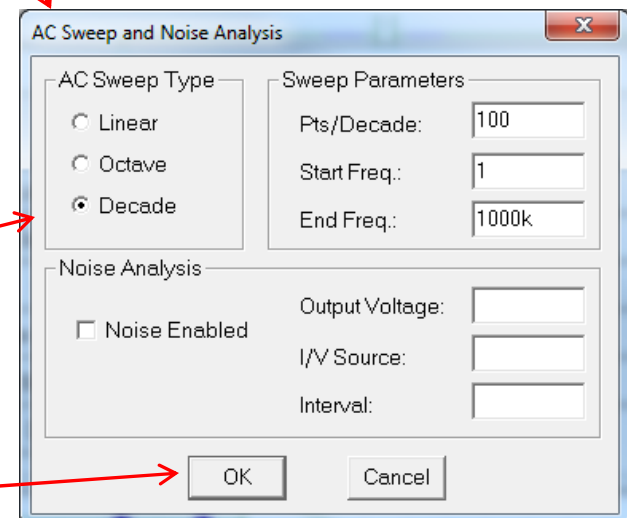 AC Sweep and Noise Analysis
AC Sweep Type
Linear
Octave
Decade
Sweep Parameters
Pts/Decade: 100
Start Freq.: 1
End Freq.: 1000k
Noise Analysis
Noise Enabled
Output Voltage:
I/V Source:
Interval:
OK Cancel